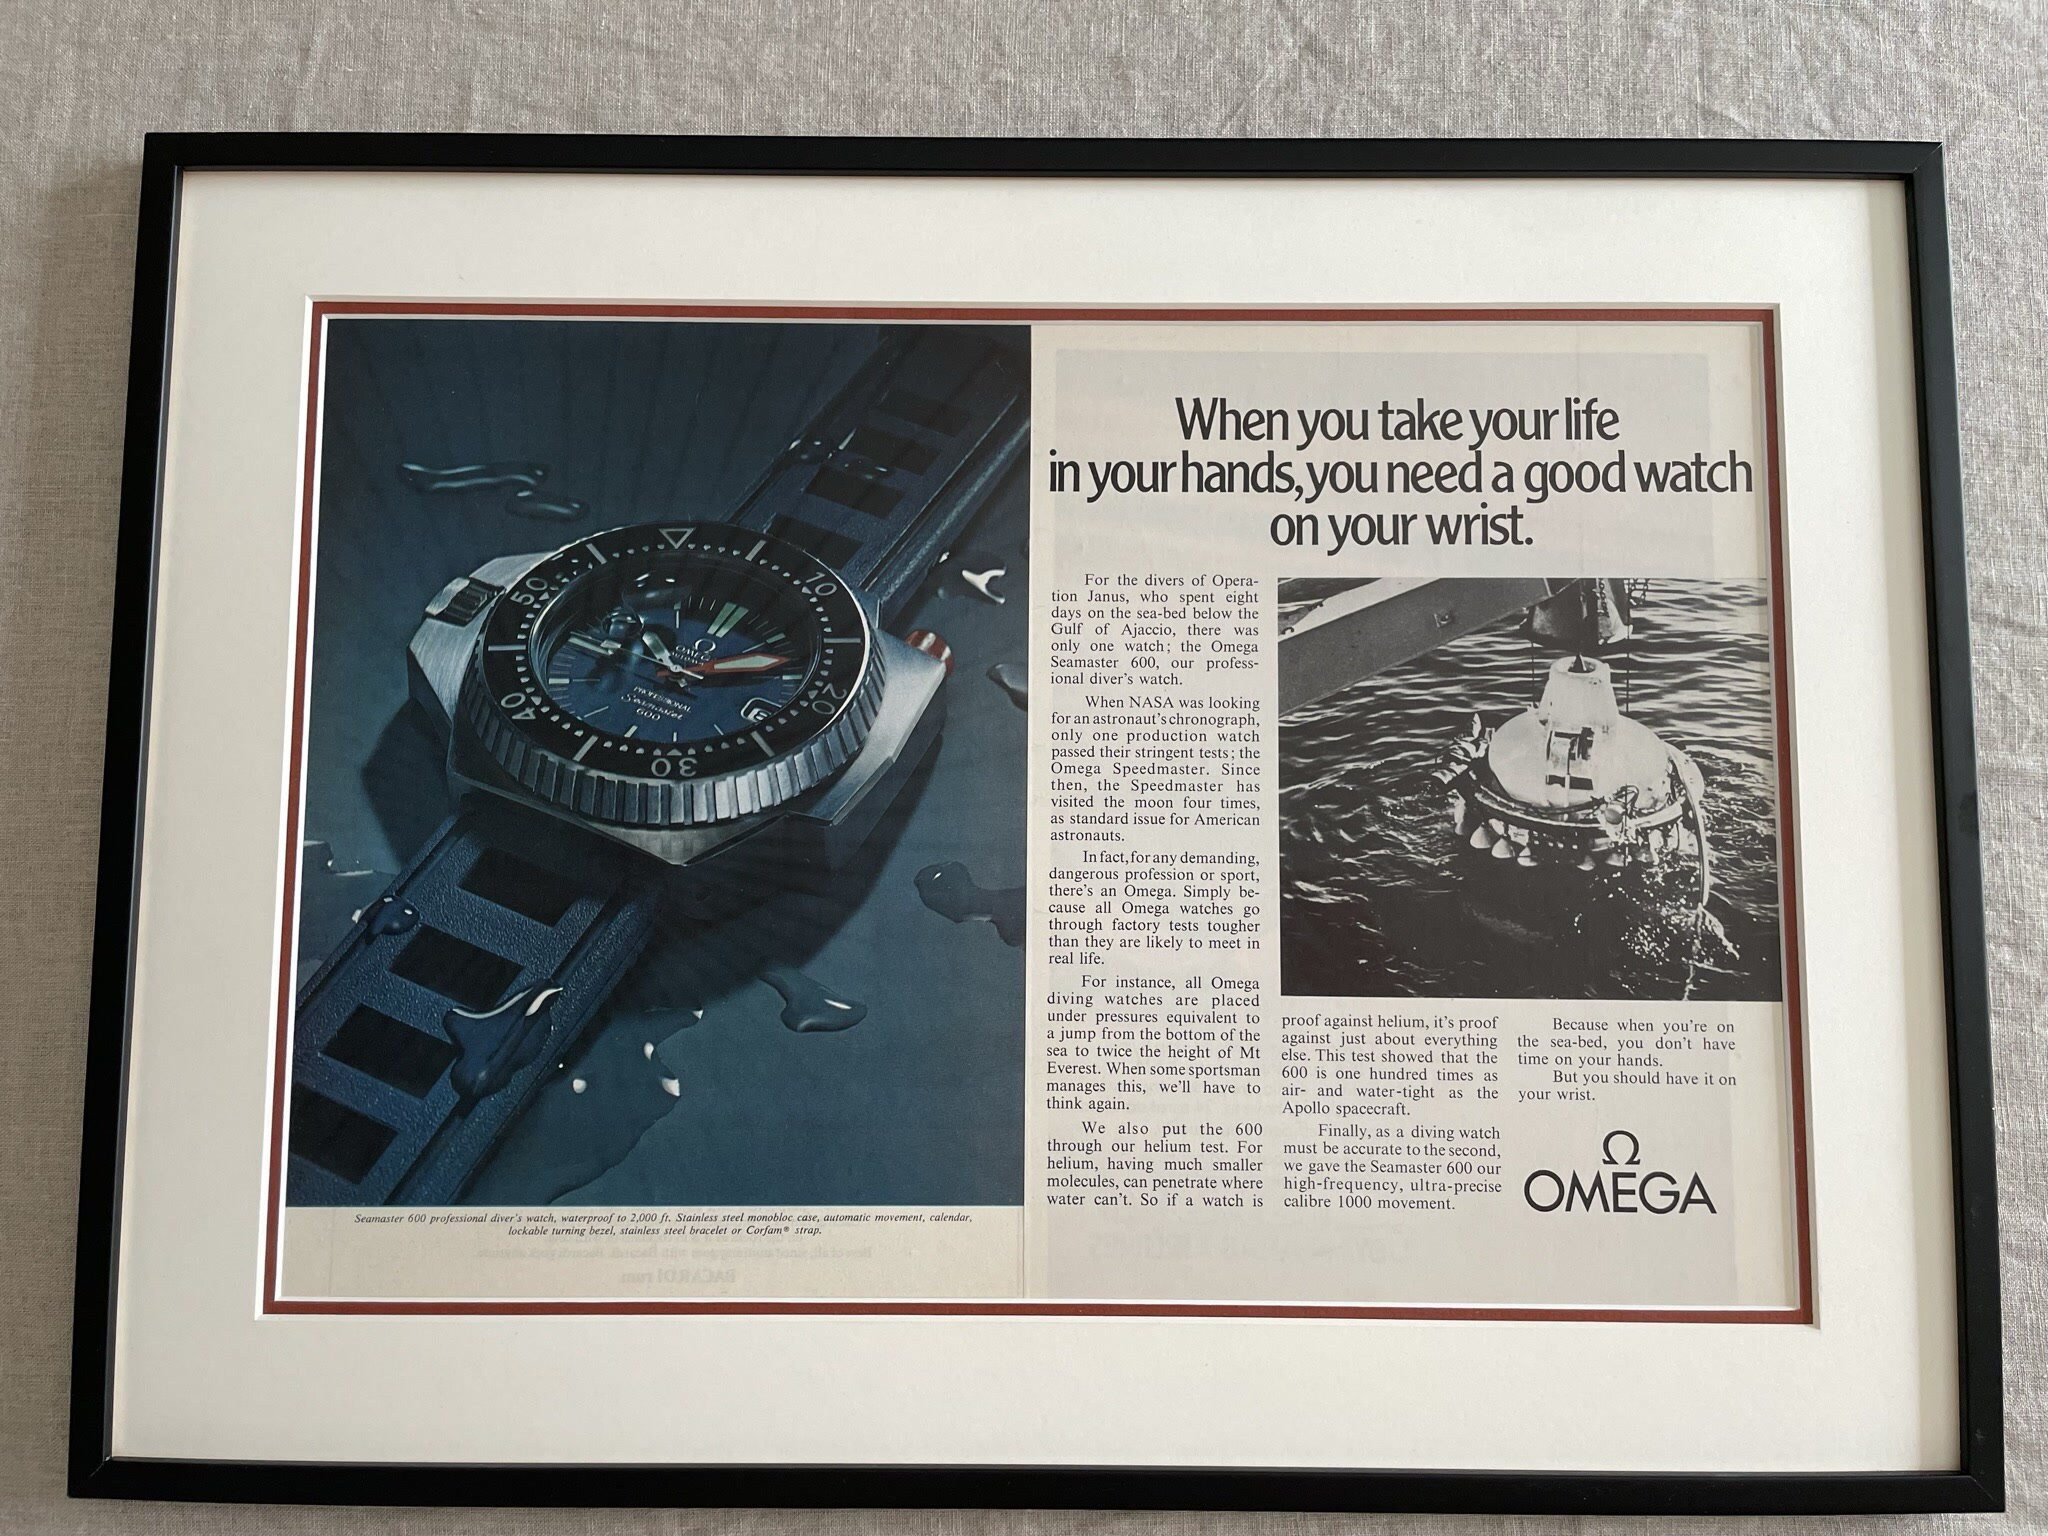 50
10
20
30
40
Ω
OMEGA
PROFESSIONAL
Seamaster
600
Seamaster 600 professional diver's watch, waterproof to 2,000 ft. Stainless steel monobloc case, automatic movement, calendar,
lockable turning bezel, stainless steel bracelet or Corfam® strap.
BACARDI rum
When you take your life
in your hands, you need a good watch
on your wrist.
For the divers of Opera-
tion Janus, who spent eight
days on the sea-bed below the
Gulf of Ajaccio, there was
only one watch; the Omega
Seamaster 600, our profess-
ional diver's watch.
When NASA was looking
for an astronaut's chronograph,
only one production watch
passed their stringent tests; the
Omega Speedmaster. Since
then, the Speedmaster has
visited the moon four times,
as standard issue for American
astronauts.
In fact, for any demanding,
dangerous profession or sport,
there's an Omega. Simply be-
cause all Omega watches go
through factory tests tougher
than they are likely to meet in
real life.
For instance, all Omega
diving watches are placed
under pressures equivalent to
a jump from the bottom of the
sea to twice the height of Mt
Everest. When some sportsman
manages this, we'll have to
think again.
We also put the 600
through our helium test. For
helium, having much smaller
molecules, can penetrate where
water can't. So if a watch is
proof against helium, it's proof
against just about everything
else. This test showed that the
600 is one hundred times as
air- and water-tight as the
Apollo spacecraft.
Finally, as a diving watch
must be accurate to the second,
we gave the Seamaster 600 our
high-frequency, ultra-precise
calibre 1000 movement.
Because when you're on
the sea-bed, you don't have
time on your hands.
But you should have it on
your wrist.
Ω
OMEGA